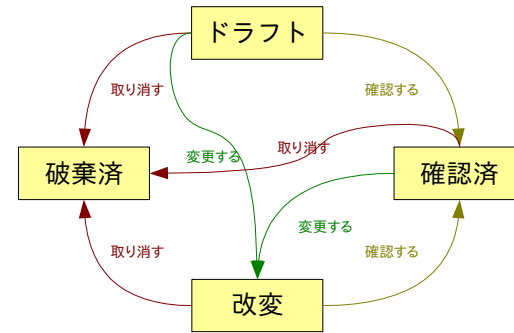 ドラフト
取り消す
確認する
取り消す
変更する
破棄済
確認済
変更する
取り消す
確認する
改変